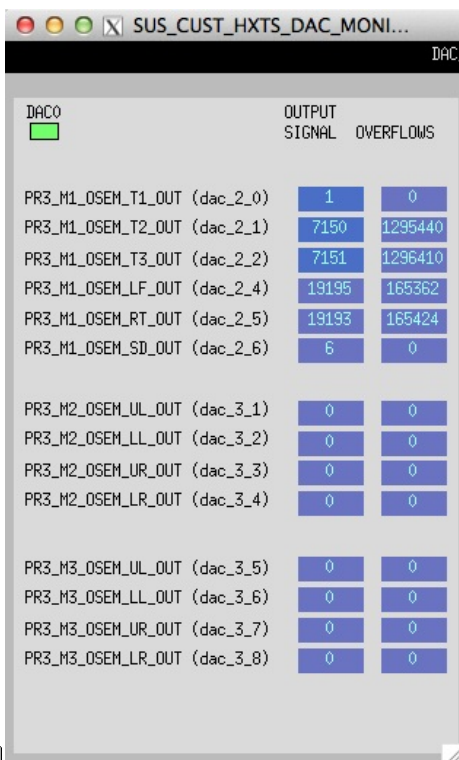 SUS_CUST_HXTS_DAC_MONI...
DAC
DAC0 OUTPUT
SIGNAL OVERFLOWS
PR3_M1_OSEM_T1_OUT (dac_2_0) 1 0
PR3_M1_OSEM_T2_OUT (dac_2_1) 7150 1295440
PR3_M1_OSEM_T3_OUT (dac_2_2) 7151 1296410
PR3_M1_OSEM_LF_OUT (dac_2_4) 19195 165362
PR3_M1_OSEM_RT_OUT (dac_2_5) 19193 165424
PR3_M1_OSEM_SD_OUT (dac_2_6) 6 0
PR3_M2_OSEM_UL_OUT (dac_3_1) 0 0
PR3_M2_OSEM_LL_OUT (dac_3_2) 0 0
PR3_M2_OSEM_UR_OUT (dac_3_3) 0 0
PR3_M2_OSEM_LR_OUT (dac_3_4) 0 0
PR3_M3_OSEM_UL_OUT (dac_3_5) 0 0
PR3_M3_OSEM_LL_OUT (dac_3_6) 0 0
PR3_M3_OSEM_UR_OUT (dac_3_7) 0 0
PR3_M3_OSEM_LR_OUT (dac_3_8) 0 0